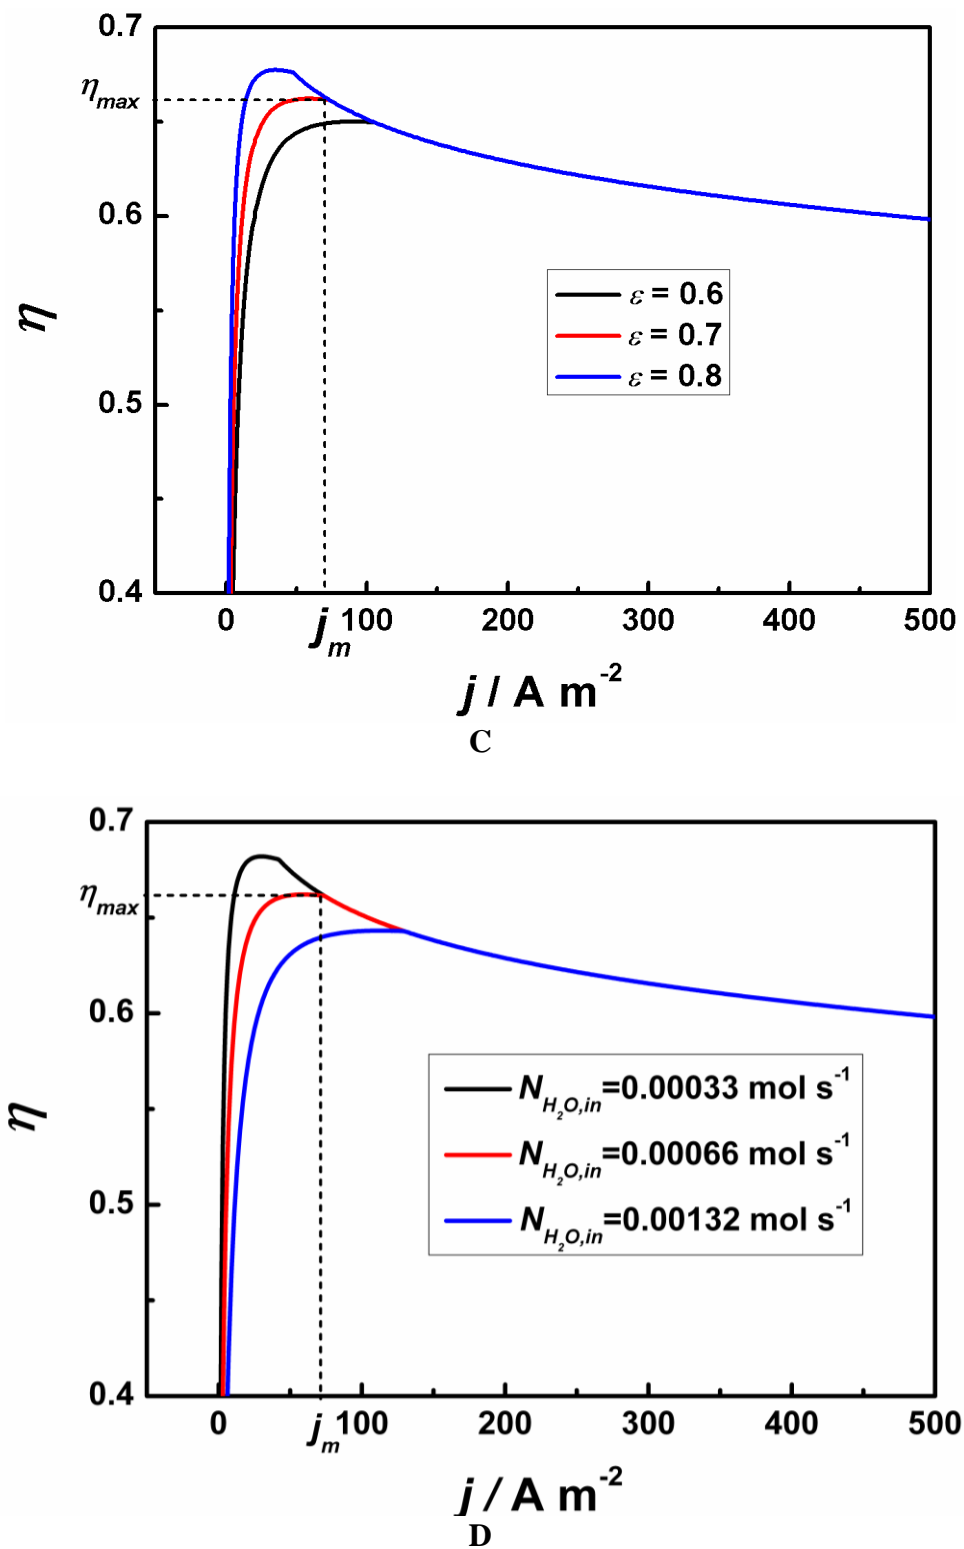 0.7
η_max
0.6
0.5
0.4
η
ε = 0.6
ε = 0.7
ε = 0.8
0 j_m 100 200 300 400 500
j / A m⁻²
C
0.7
η_max
0.6
0.5
0.4
η
N_H₂O,in=0.00033 mol s⁻¹
N_H₂O,in=0.00066 mol s⁻¹
N_H₂O,in=0.00132 mol s⁻¹
0 j_m 100 200 300 400 500
j / A m⁻²
D